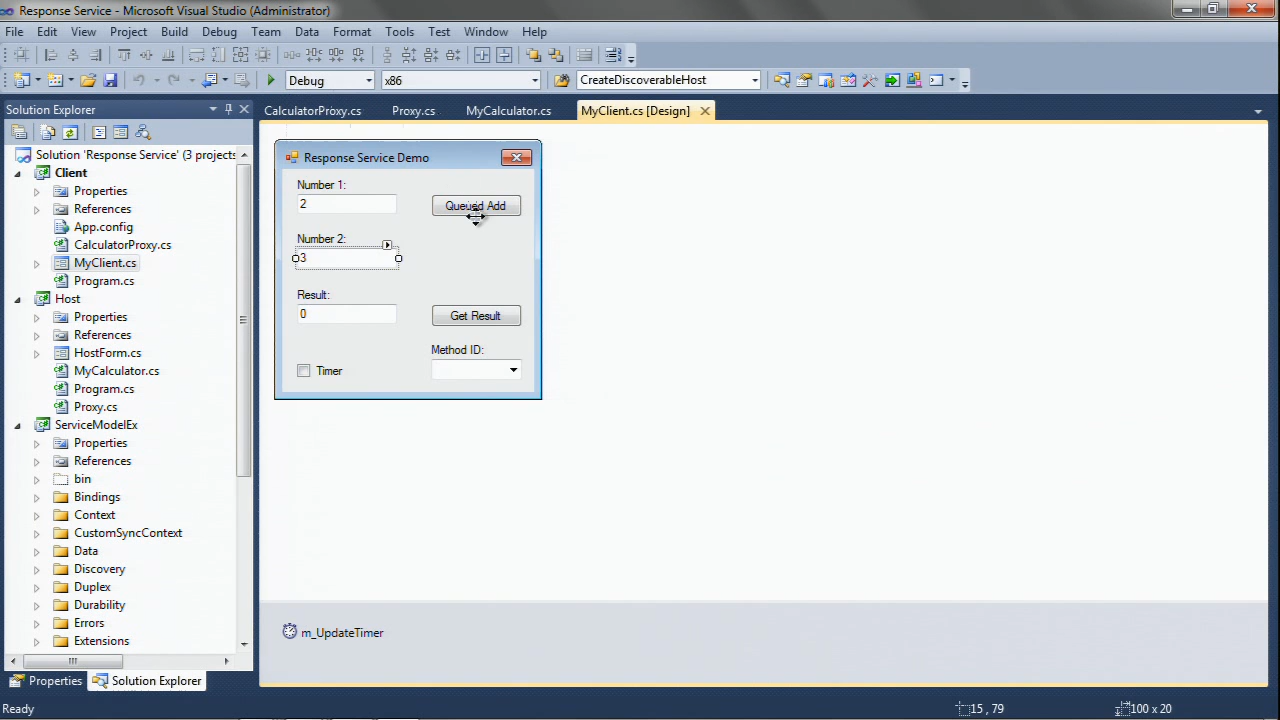 Response Service - Microsoft Visual Studio (Administrator)
File Edit View Project Build Debug Team Data Format Tools Test Window Help
Debug x86 CreateDiscoverableHost
Solution Explorer
CalculatorProxy.cs Proxy.cs MyCalculator.cs MyClient.cs [Design]
Solution 'Response Service' (3 projects
Client
Properties
References
App.config
CalculatorProxy.cs
MyClient.cs
Program.cs
Host
Properties
References
HostForm.cs
MyCalculator.cs
Program.cs
Proxy.cs
ServiceModelEx
Properties
References
bin
Bindings
Context
CustomSyncContext
Data
Discovery
Duplex
Durability
Errors
Extensions
Properties Solution Explorer
Response Service Demo
Number 1:
2
Queued Add
Number 2:
3
Result:
0
Get Result
Method ID:
Timer
m_UpdateTimer
Ready
15 , 79
100 x 20